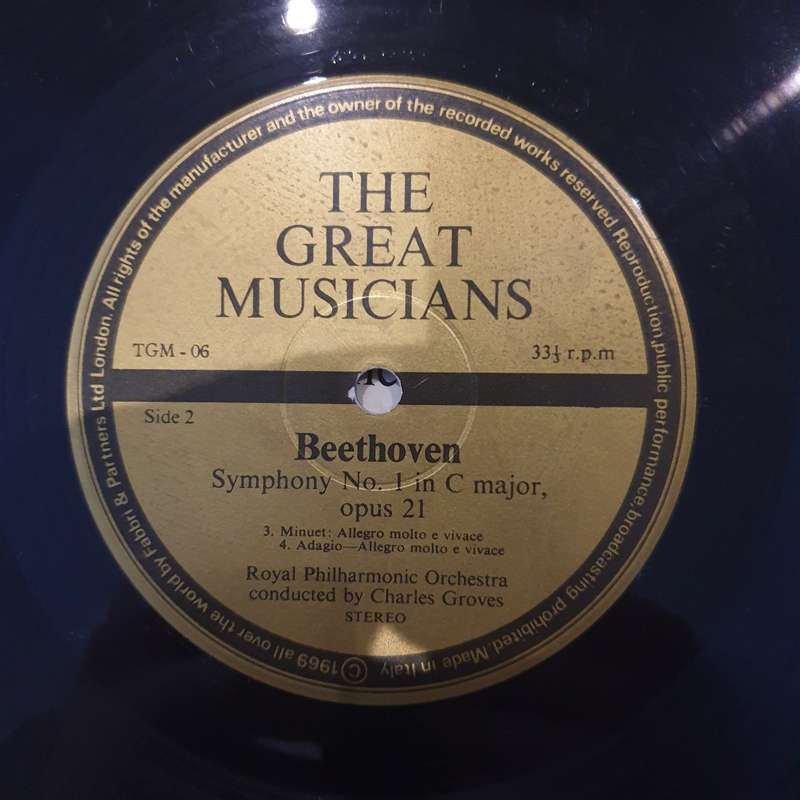 THE
GREAT
MUSICIANS
TGM - 06
33⅓ r.p.m
Side 2
Beethoven
Symphony No. 1 in C major,
opus 21
3. Minuet: Allegro molto e vivace
4. Adagio—Allegro molto e vivace
Royal Philharmonic Orchestra
conducted by Charles Groves
STEREO
© 1969 all over the world by Fabbri & Partners Ltd London. All rights of the manufacturer and the owner of the recorded works reserved Reproduction, public performance, broadcasting prohibited. Made in Italy